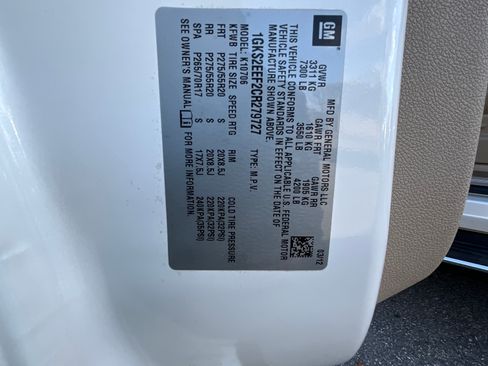 GM
MFD BY GENERAL MOTORS LLC
03/12
GVWR GAWR FRT GAWR RR
3311 KG 1610 KG 1905 KG
7300 LB 3550 LB 4200 LB
THIS VEHICLE CONFORMS TO ALL APPLICABLE U.S. FEDERAL MOTOR
VEHICLE SAFETY STANDARDS IN EFFECT ON THE DATE OF
MANUFACTURE SHOWN ABOVE.
1GKS2EEF2CR279727 TYPE: M.P.V.
KFWB K10706
TIRE SIZE SPEED RTG RIM COLD TIRE PRESSURE
FRT P275/55R20 S 20X8.5J 220KPA(32PSI)
RR P275/55R20 S 20X8.5J 220KPA(32PSI)
SPA P265/70R17 S 17X7.5J 240KPA(35PSI)
SEE OWNER'S MANUAL FOR ADDITIONAL INFORMATION.